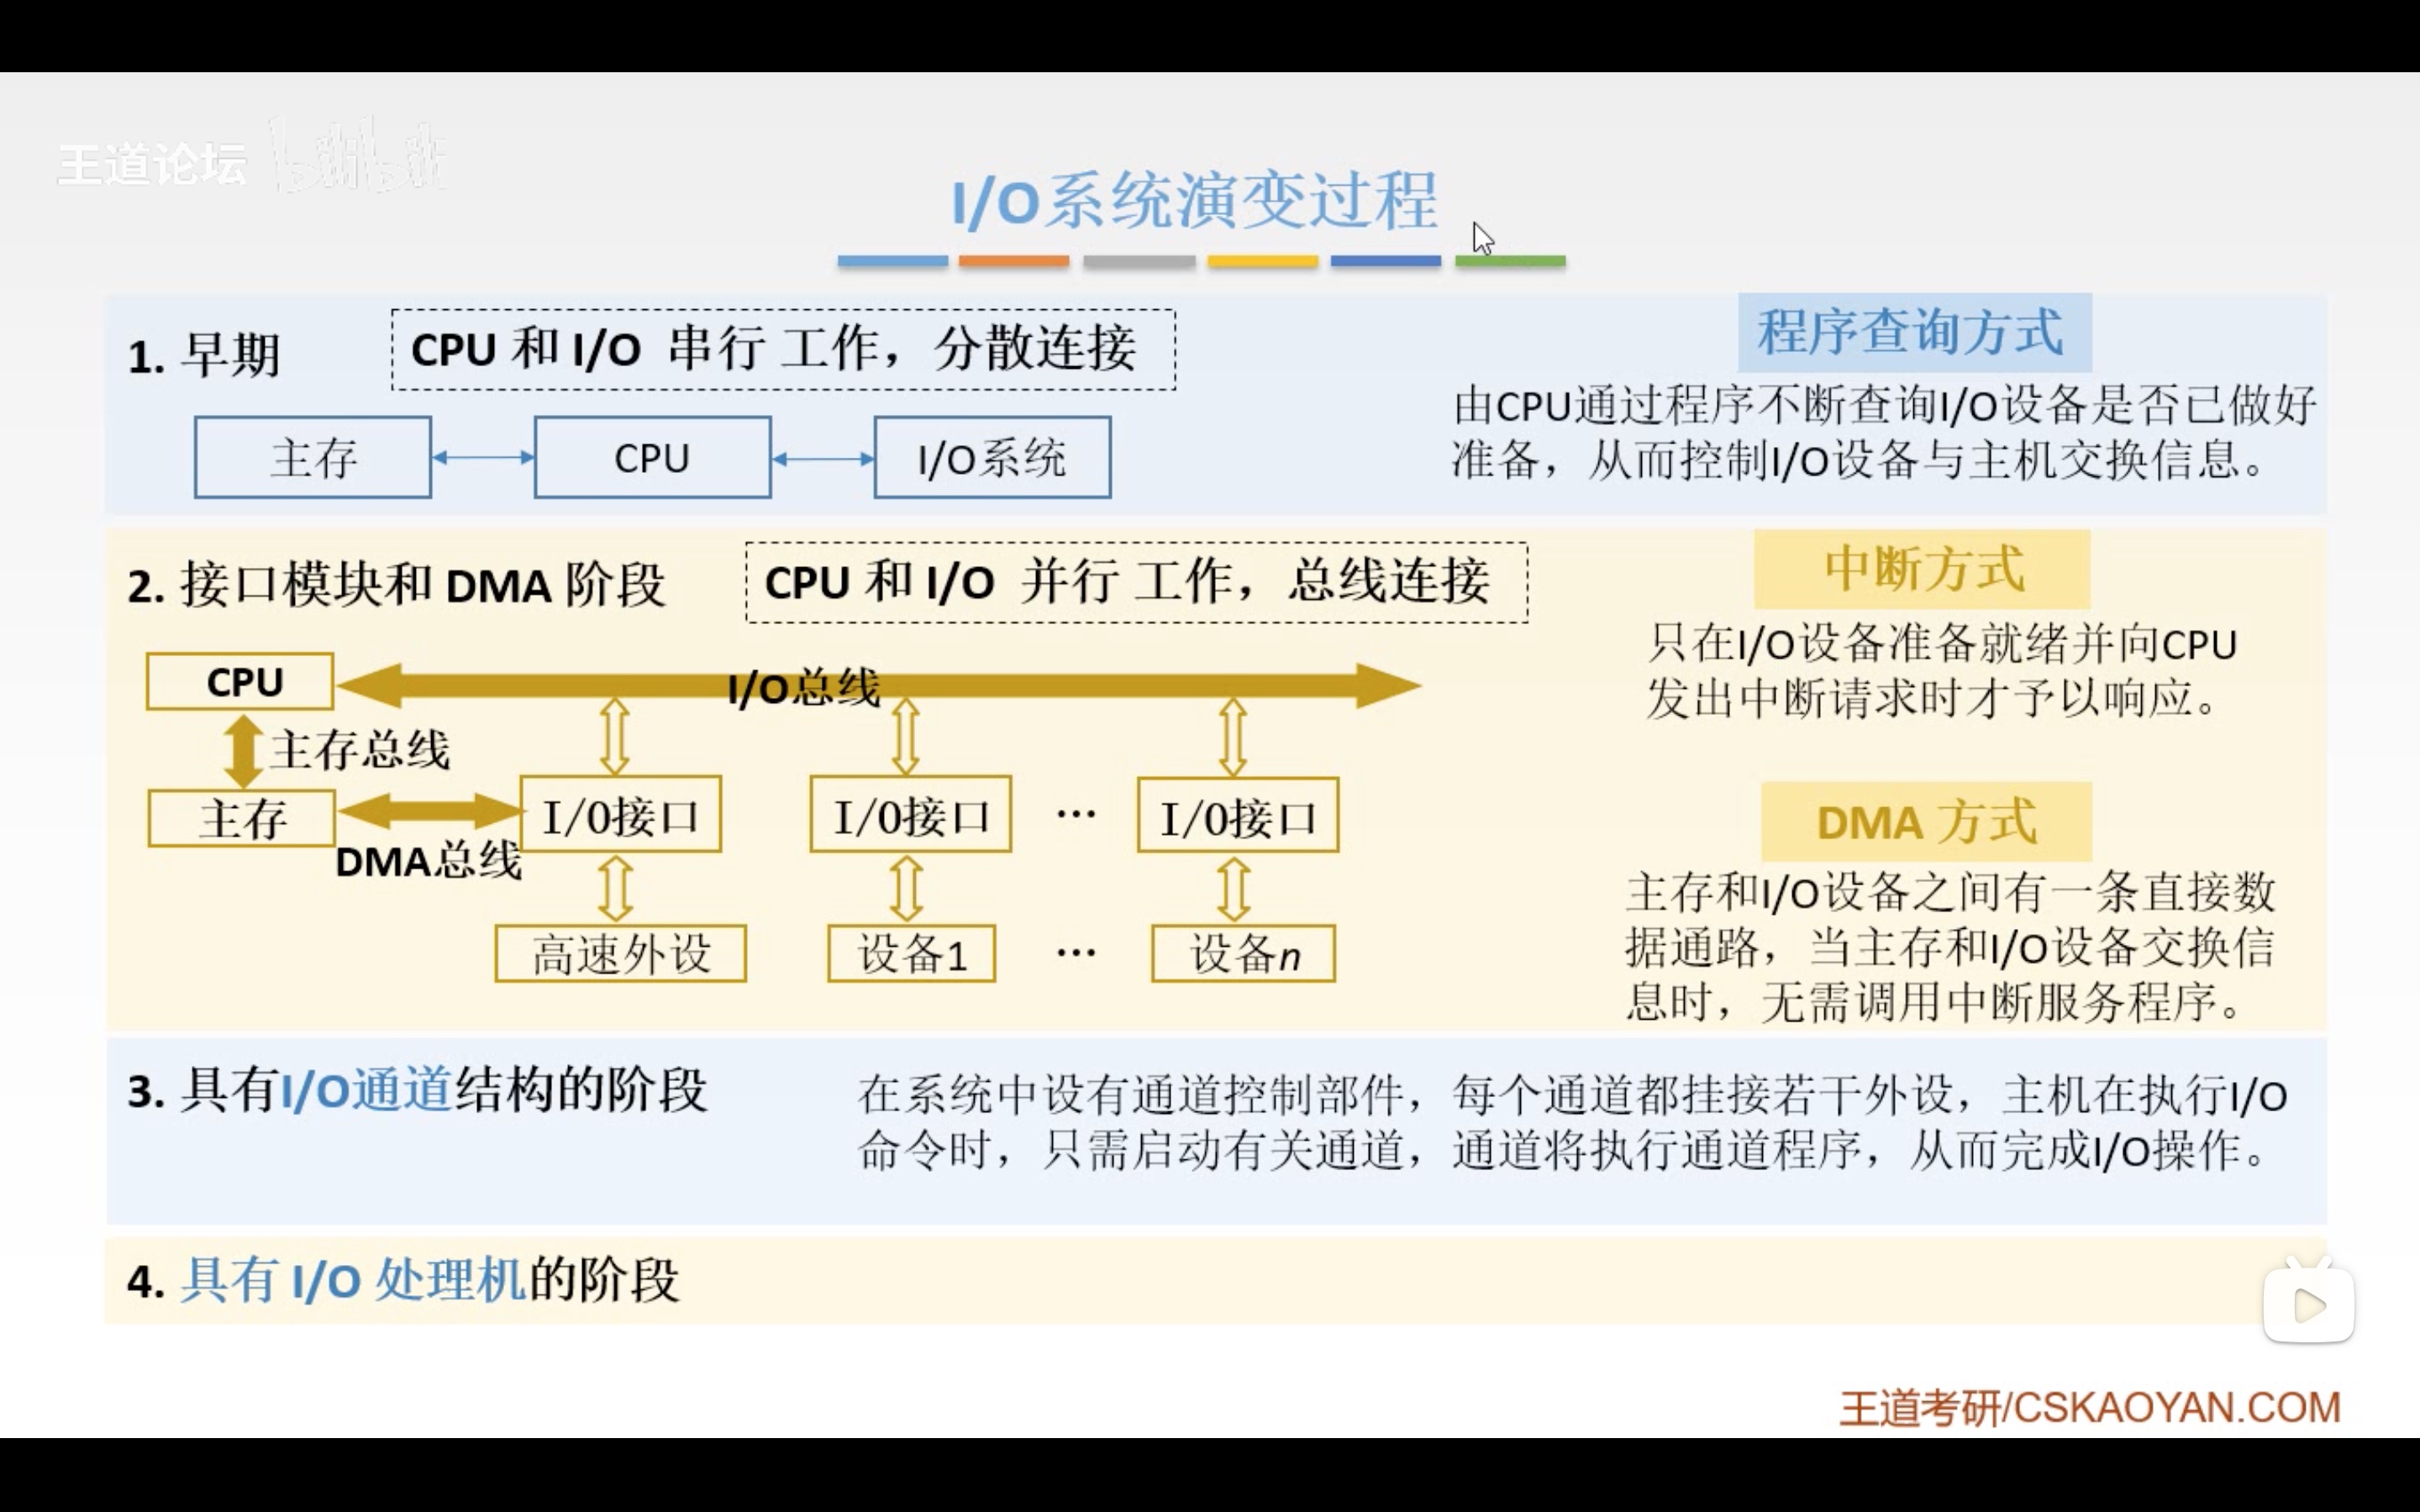 王道论坛 bilibili
I/O系统演变过程
1. 早期
CPU 和 I/O 串行 工作，分散连接
主存
CPU
I/O系统
程序查询方式
由CPU通过程序不断查询I/O设备是否已做好
准备，从而控制I/O设备与主机交换信息。
2. 接口模块和 DMA 阶段
CPU 和 I/O 并行 工作，总线连接
CPU
I/O总线
主存总线
主存
DMA总线
I/O接口
I/O接口
…
I/O接口
高速外设
设备1
…
设备n
中断方式
只在I/O设备准备就绪并向CPU
发出中断请求时才予以响应。
DMA 方式
主存和I/O设备之间有一条直接数
据通路，当主存和I/O设备交换信
息时，无需调用中断服务程序。
3. 具有I/O通道结构的阶段
在系统中设有通道控制部件，每个通道都挂接若干外设，主机在执行I/O
命令时，只需启动有关通道，通道将执行通道程序，从而完成I/O操作。
4. 具有 I/O 处理机的阶段
王道考研/CSKAOYAN.COM